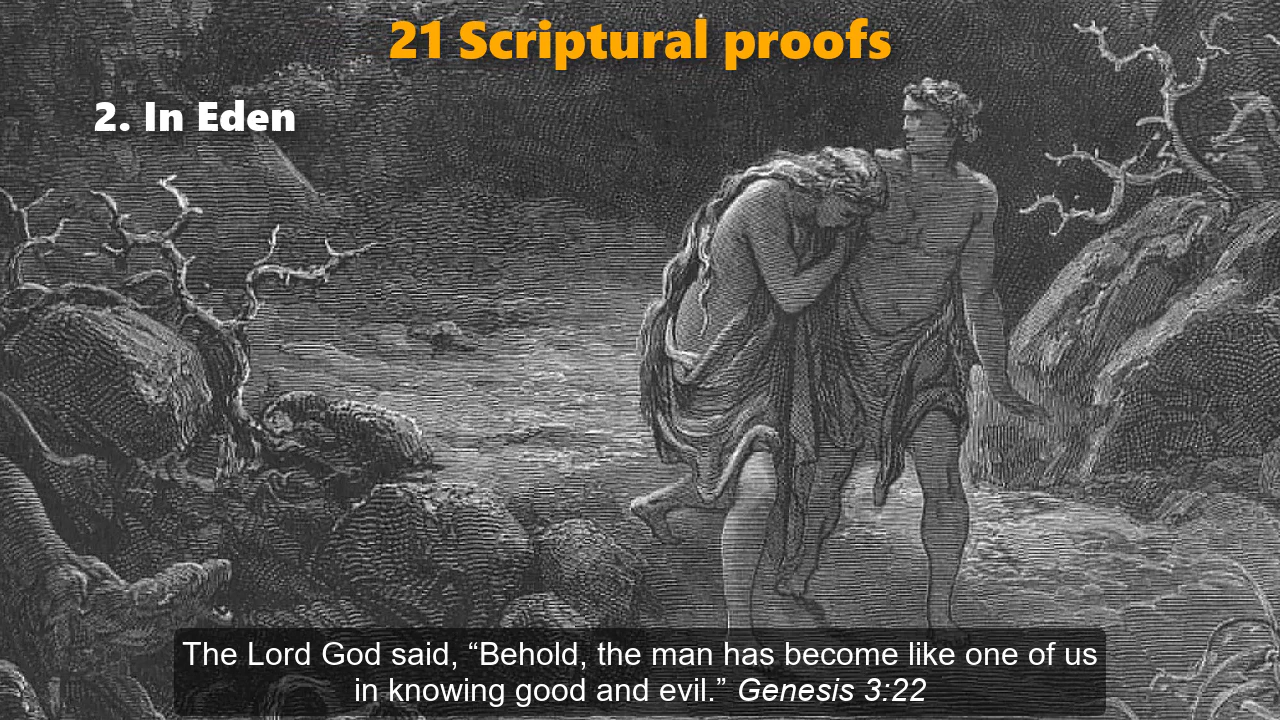 21 Scriptural proofs
2. In Eden
The Lord God said, “Behold, the man has become like one of us
in knowing good and evil.” Genesis 3:22